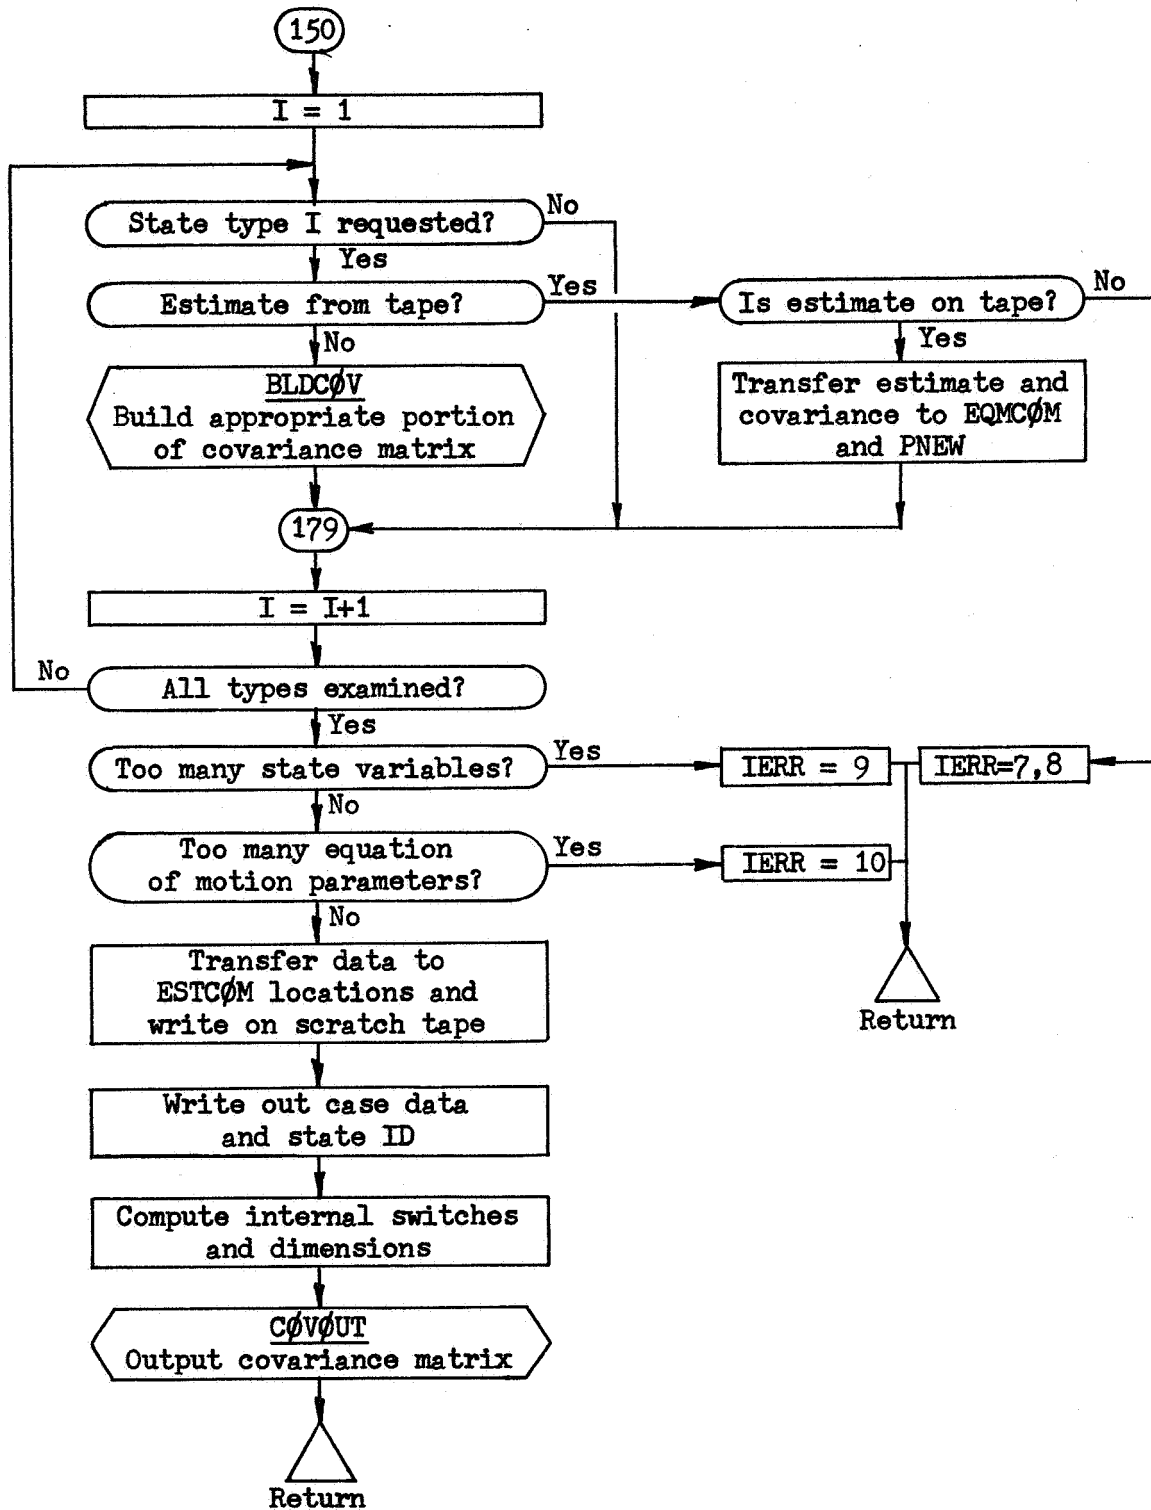 150
I = 1
State type I requested?
No
Yes
Estimate from tape?
Yes
Is estimate on tape?
No
No
Yes
BLDCØV
Build appropriate portion
of covariance matrix
Transfer estimate and
covariance to EQMCØM
and PNEW
179
I = I+1
No
All types examined?
Yes
Too many state variables?
Yes
IERR = 9
IERR=7,8
No
Too many equation
of motion parameters?
Yes
IERR = 10
No
Transfer data to
ESTCØM locations and
write on scratch tape
Return
Write out case data
and state ID
Compute internal switches
and dimensions
CØVØUT
Output covariance matrix
Return